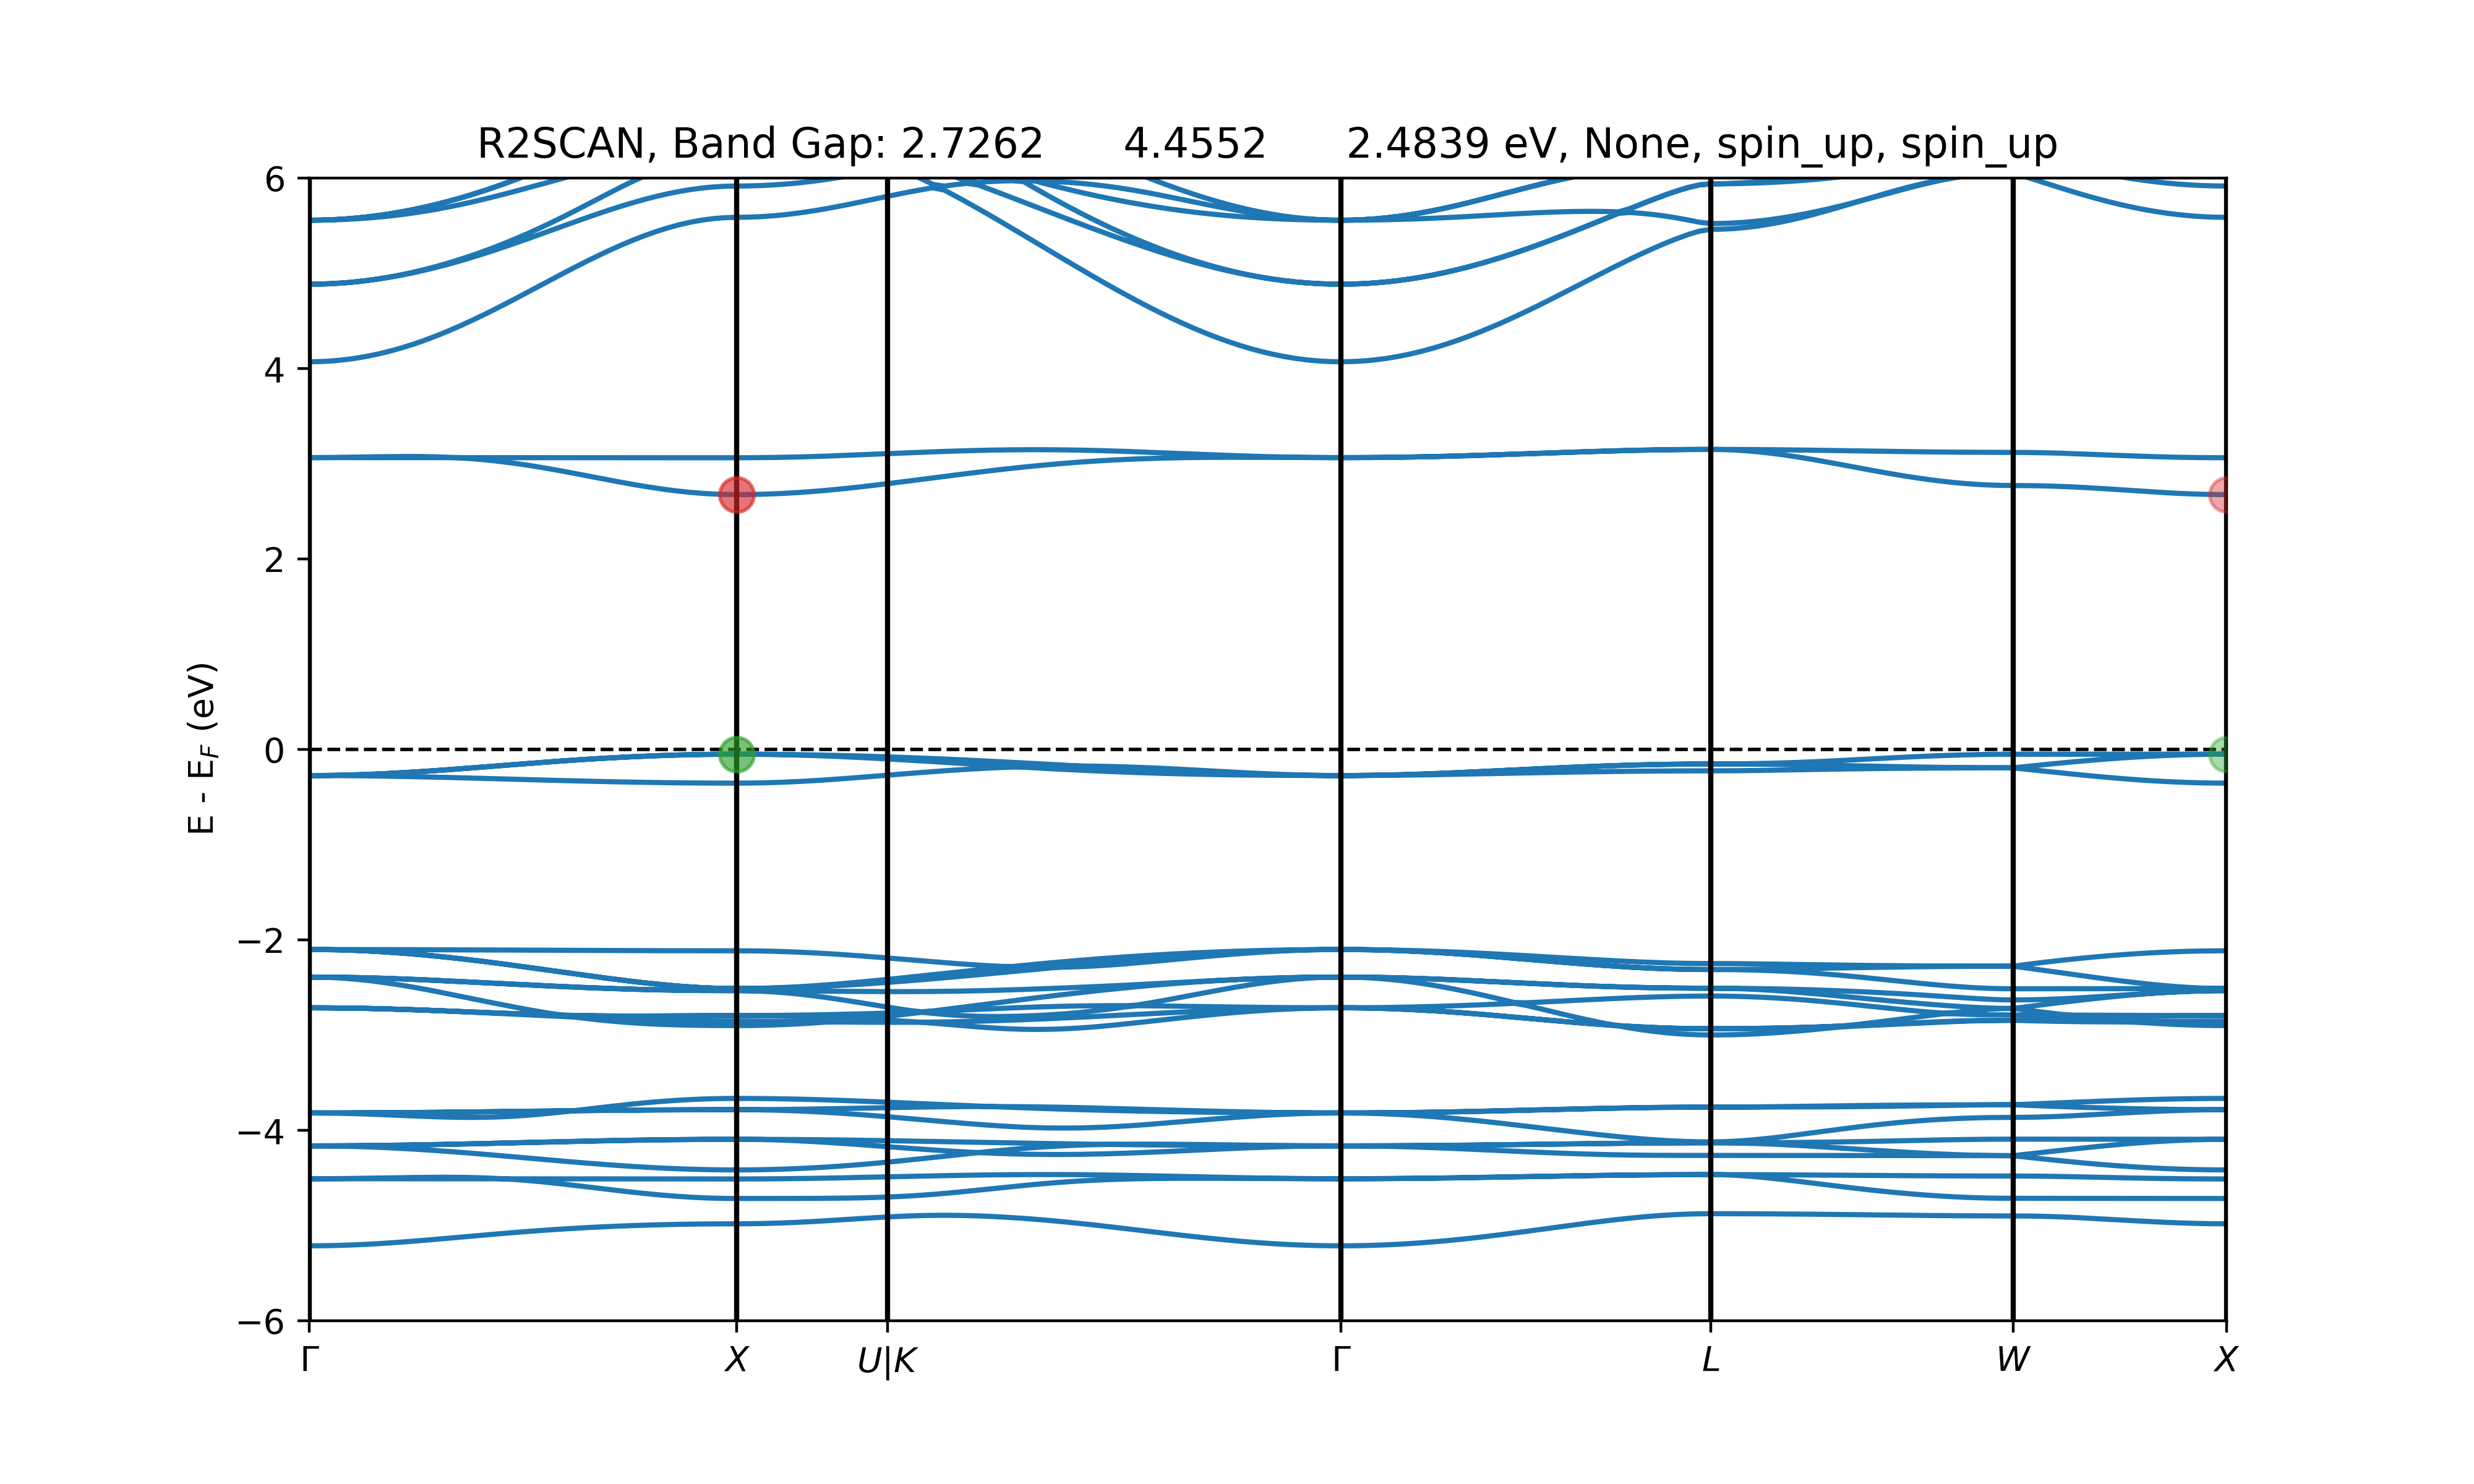 R2SCAN, Band Gap: 2.7262 4.4552 2.4839 eV, None, spin_up, spin_up
E - E_F (eV)
6
4
2
0
−2
−4
−6
Γ X U|K Γ L W X